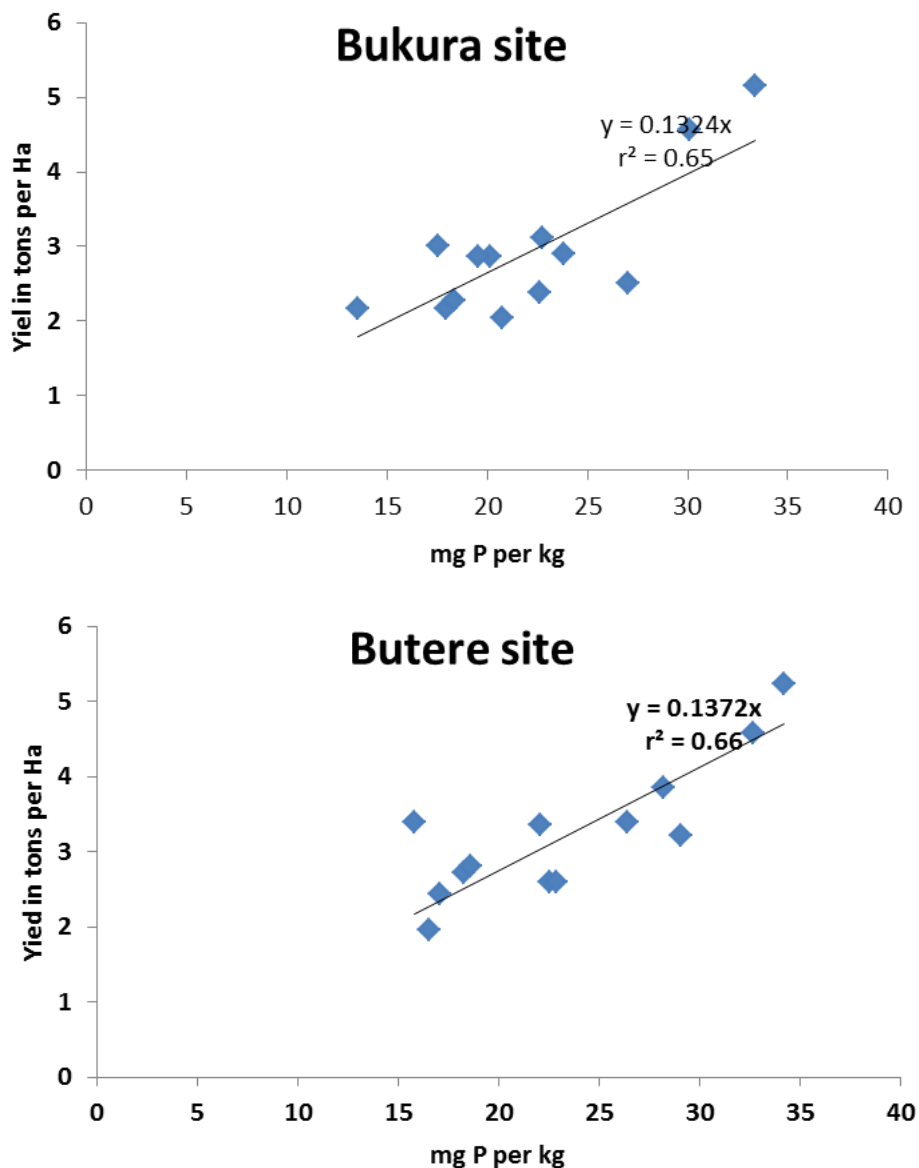 Bukura site
6
5
4
3
2
1
0
Yiel in tons per Ha
y = 0.1324x
r² = 0.65
0 5 10 15 20 25 30 35 40
mg P per kg
Butere site
6
5
4
3
2
1
0
Yied in tons per Ha
y = 0.1372x
r² = 0.66
0 5 10 15 20 25 30 35 40
mg P per kg